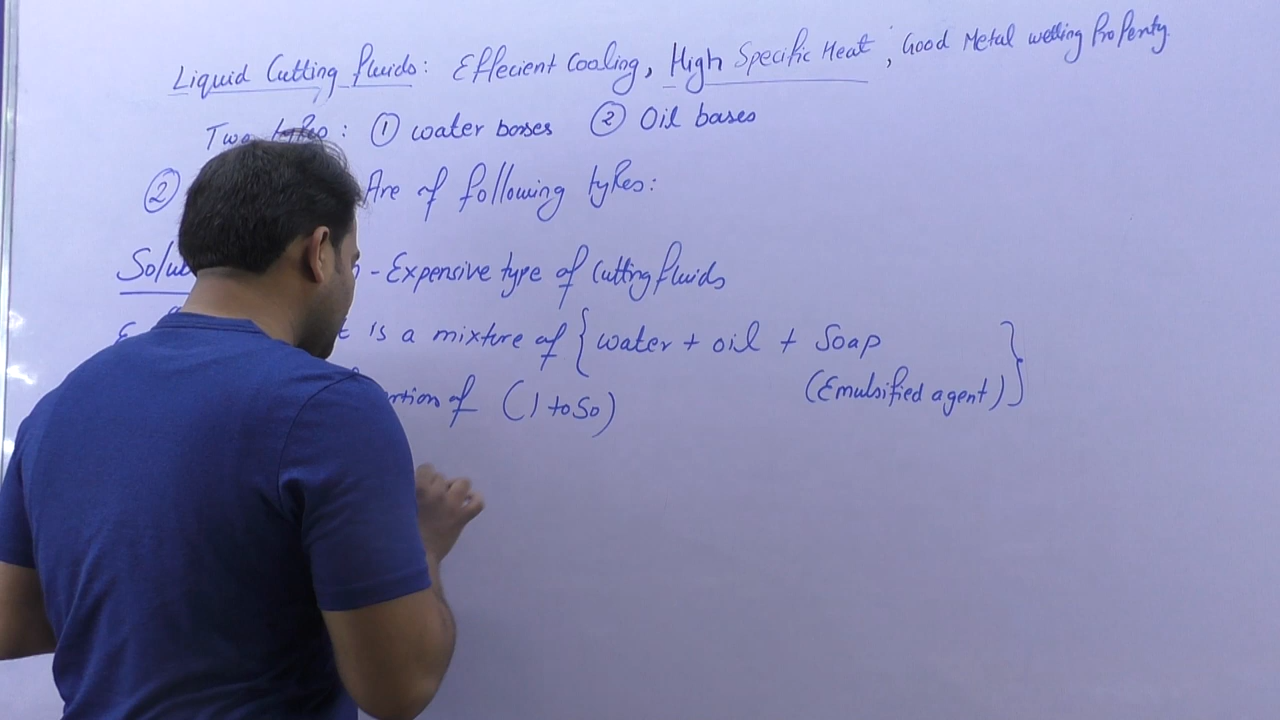 Liquid Cutting fluids: Effecient Cooling, High Specific Heat, Good Metal wetting Property.
Two types: ① water bases ② Oil bases
② Are of following types:
- Expensive type of Cutting fluids
is a mixture of {water + oil + Soap
(Emulsified agent)}
of (1 to 50)